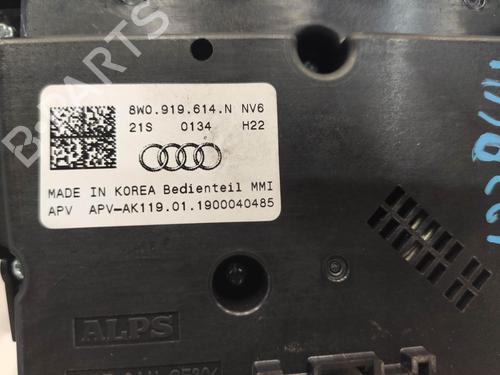 8W0.919.614.N NV6
21S 0134 H22
MADE IN KOREA Bedienteil MMI
APV APV-AK119.01.1900040485
ALPS